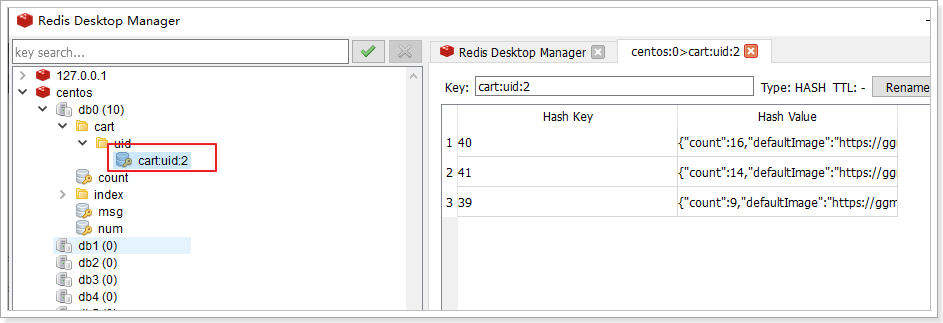 Redis Desktop Manager
key search...
127.0.0.1
centos
db0 (10)
cart
uid
cart:uid:2
count
index
msg
num
db1 (0)
db2 (0)
db3 (0)
db4 (0)
Redis Desktop Manager
centos:0>cart:uid:2
Key: cart:uid:2 Type: HASH TTL: - Rename
Hash Key Hash Value
1 40 {"count":16,"defaultImage":"https://ggm
2 41 {"count":14,"defaultImage":"https://ggm
3 39 {"count":9,"defaultImage":"https://ggm